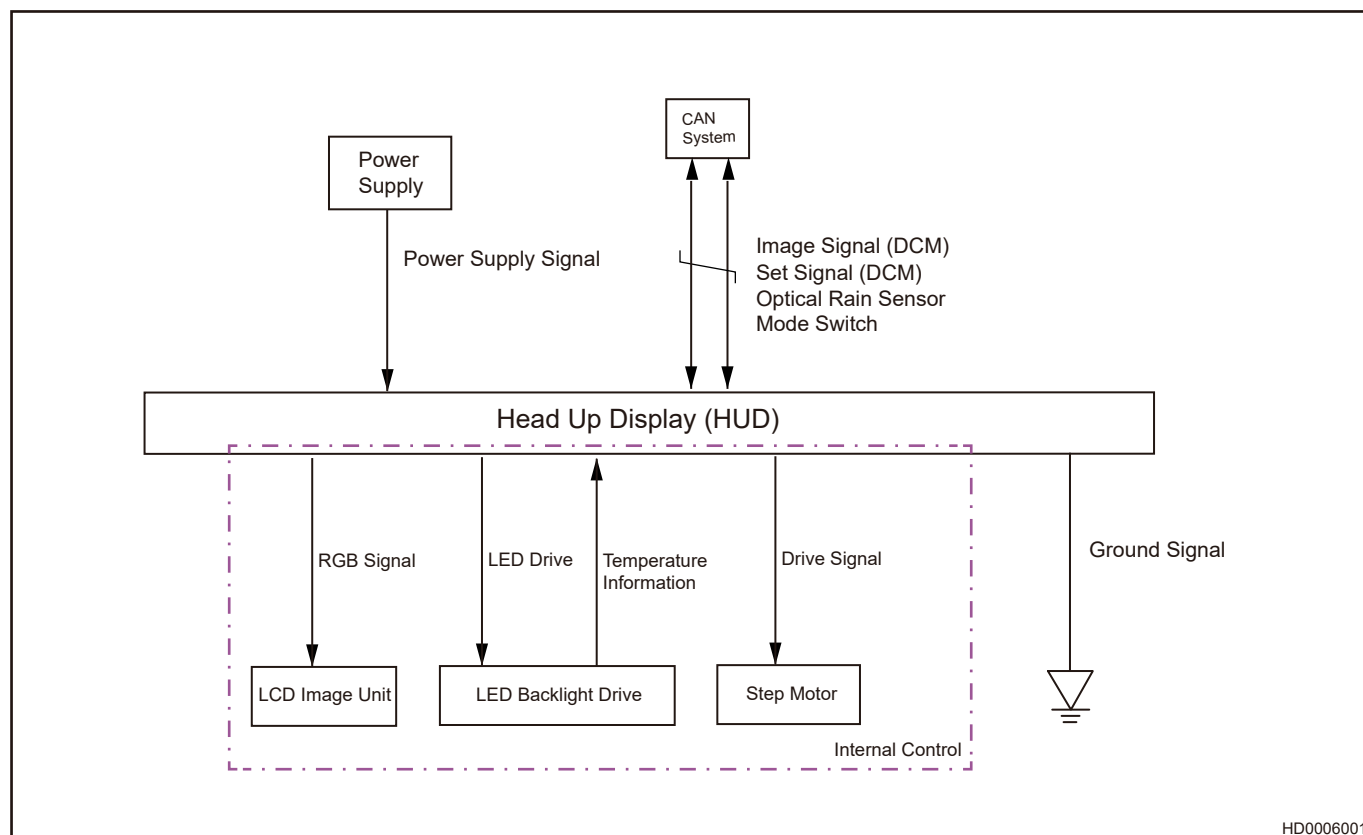 CAN
System
Power
Supply
Power Supply Signal
Image Signal (DCM)
Set Signal (DCM)
Optical Rain Sensor
Mode Switch
Head Up Display (HUD)
RGB Signal
LED Drive
Temperature
Information
Drive Signal
Ground Signal
LCD Image Unit
LED Backlight Drive
Step Motor
Internal Control
HD0006001